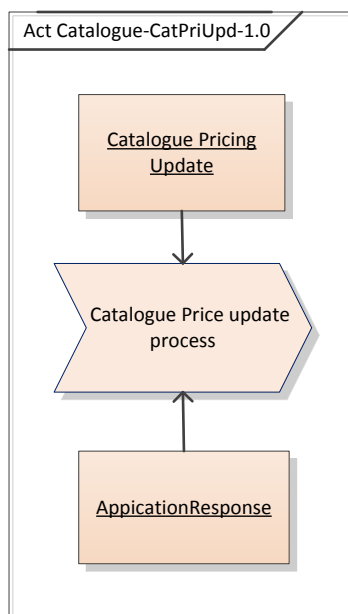 Act Catalogue-CatPriUpd-1.0
Catalogue Pricing
Update
Catalogue Price update
process
AppicationResponse